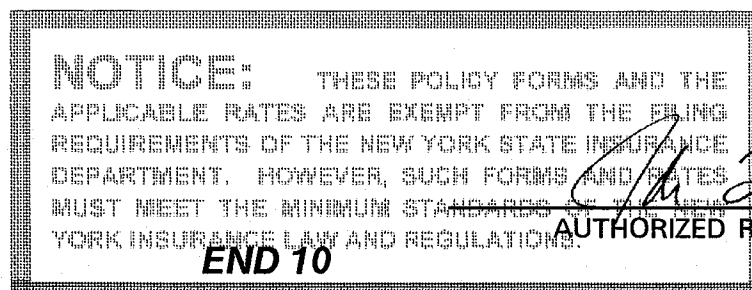 NOTICE: THESE POLICY FORMS AND THE
APPLICABLE RATES ARE EXEMPT FROM THE FILING
REQUIREMENTS OF THE NEW YORK STATE INSURANCE
DEPARTMENT. HOWEVER, SUCH FORMS AND RATES
MUST MEET THE MINIMUM STANDARDS OF THE NEW
YORK INSURANCE LAW AND REGULATIONS.
AUTHORIZED R
END 10